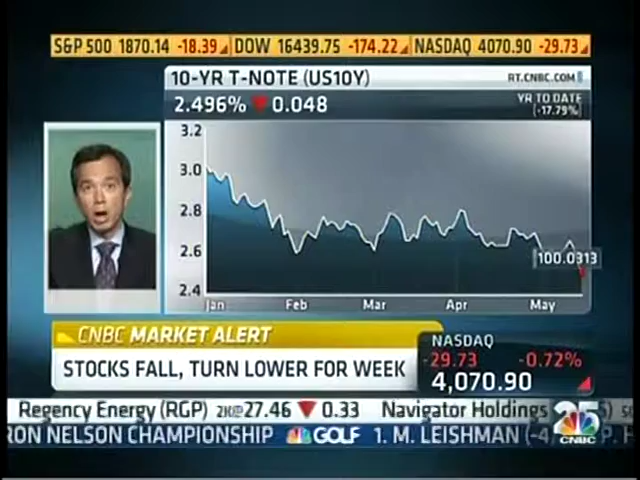 S&P 500 1870.14 -18.39 DOW 16439.75 -174.22 NASDAQ 4070.90 -29.73
10-YR T-NOTE (US10Y) RT.CNBC.COM
2.496% ▼ 0.048 YR TO DATE
[-17.79%]
3.2
3.0
2.8
2.6
2.4
100.0313
Jan Feb Mar Apr May
CNBC MARKET ALERT
STOCKS FALL, TURN LOWER FOR WEEK
NASDAQ
-29.73 -0.72%
4,070.90
Regency Energy (RGP) 2K@27.46 ▼ 0.33 Navigator Holdings
25
CNBC
RON NELSON CHAMPIONSHIP GOLF 1. M. LEISHMAN (-4